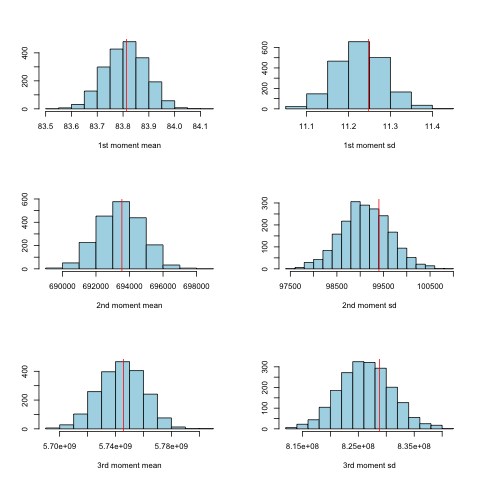 0 200 400
83.5 83.6 83.7 83.8 83.9 84.0 84.1
1st moment mean
0 200 600
11.1 11.2 11.3 11.4
1st moment sd
0 200 400 600
690000 692000 694000 696000 698000
2nd moment mean
0 100 200 300
97500 98500 99500 100500
2nd moment sd
0 100 300
5.70e+09 5.74e+09 5.78e+09
3rd moment mean
0 100 200 300
8.15e+08 8.25e+08 8.35e+08
3rd moment sd